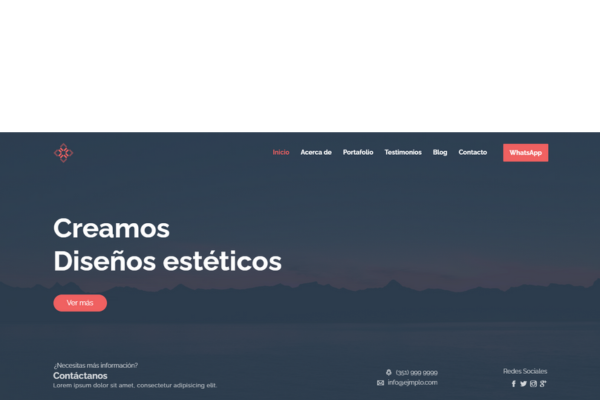 Inicio Acerca de Portafolio Testimonios Blog Contacto WhatsApp
Creamos
Diseños estéticos
Ver más
¿Necesitas más información?
Contáctanos
Lorem ipsum dolor sit amet, consectetur adipisicing elit.
(351) 999 9999
info@ejmplo.com
Redes Sociales